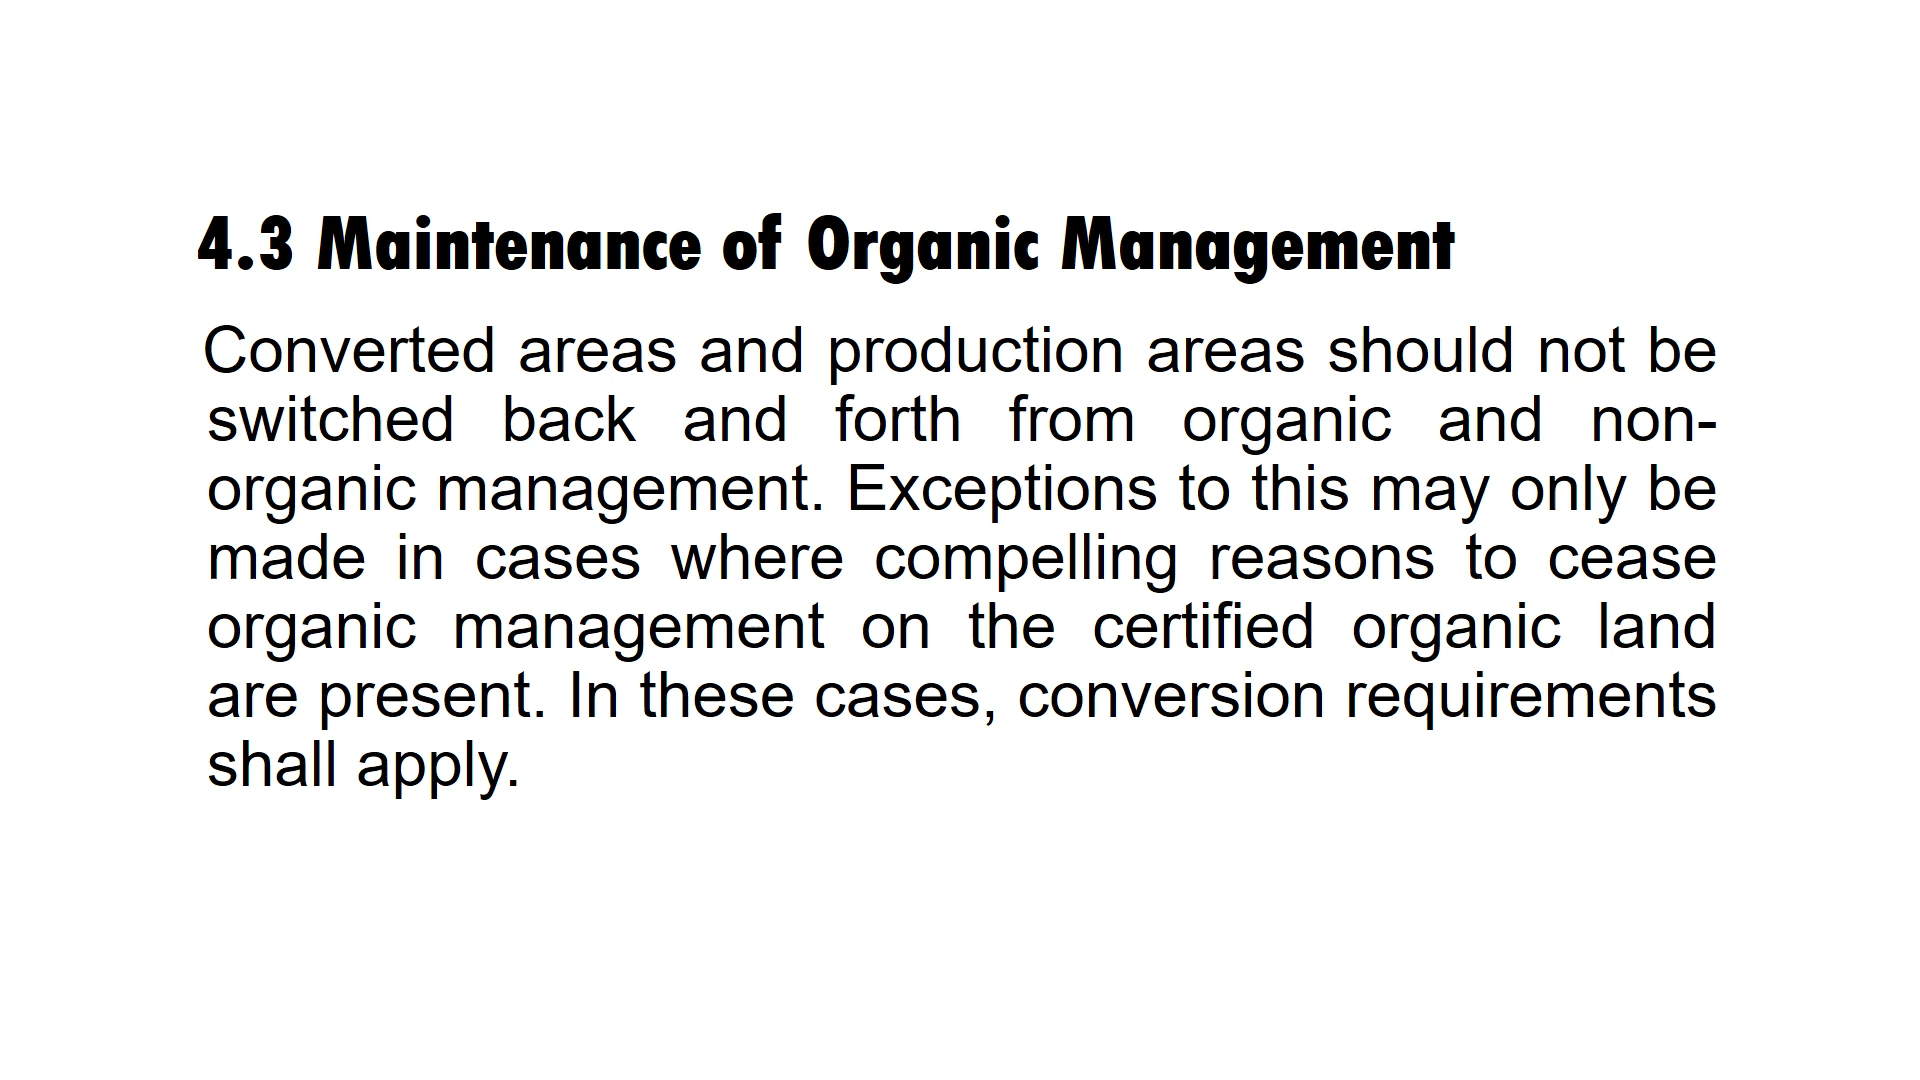 4.3 Maintenance of Organic Management
Converted areas and production areas should not be
switched back and forth from organic and non-
organic management. Exceptions to this may only be
made in cases where compelling reasons to cease
organic management on the certified organic land
are present. In these cases, conversion requirements
shall apply.